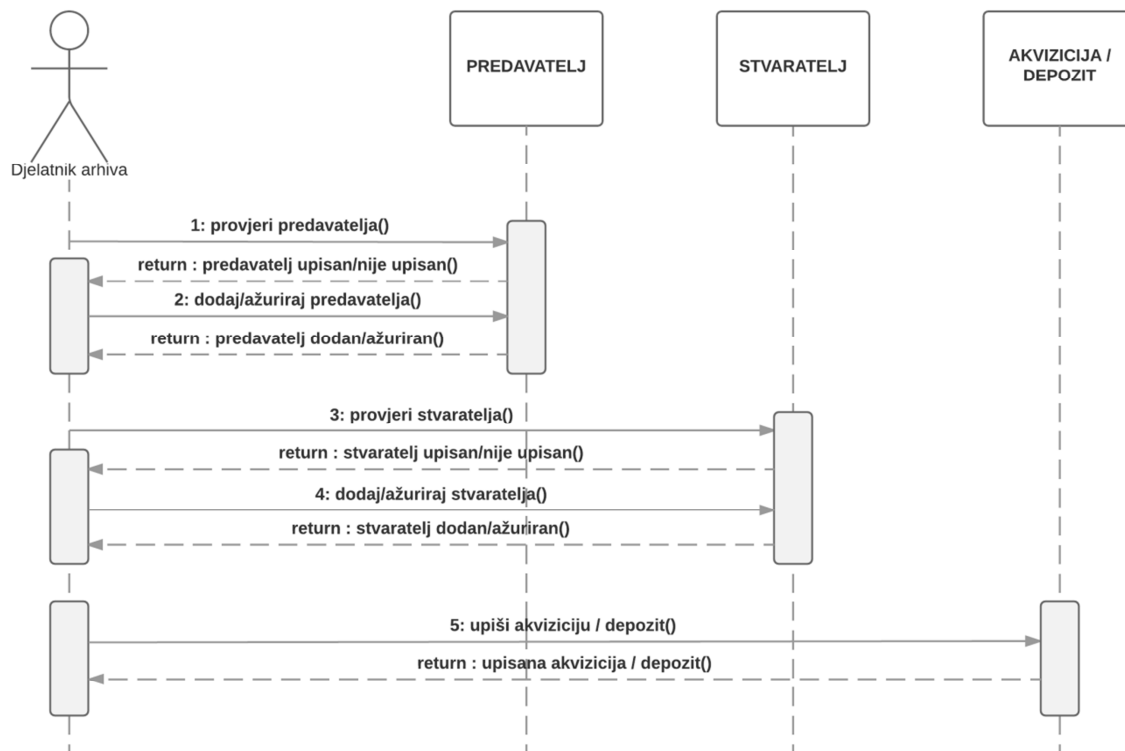 PREDAVATELJ
STVARATELJ
AKVIZICIJA /
DEPOZIT
Djelatnik arhiva
1: provjeri predavatelja()
return : predavatelj upisan/nije upisan()
2: dodaj/ažuriraj predavatelja()
return : predavatelj dodan/ažuriran()
3: provjeri stvaratelja()
return : stvaratelj upisan/nije upisan()
4: dodaj/ažuriraj stvaratelja()
return : stvaratelj dodan/ažuriran()
5: upiši akviziciju / depozit()
return : upisana akvizicija / depozit()